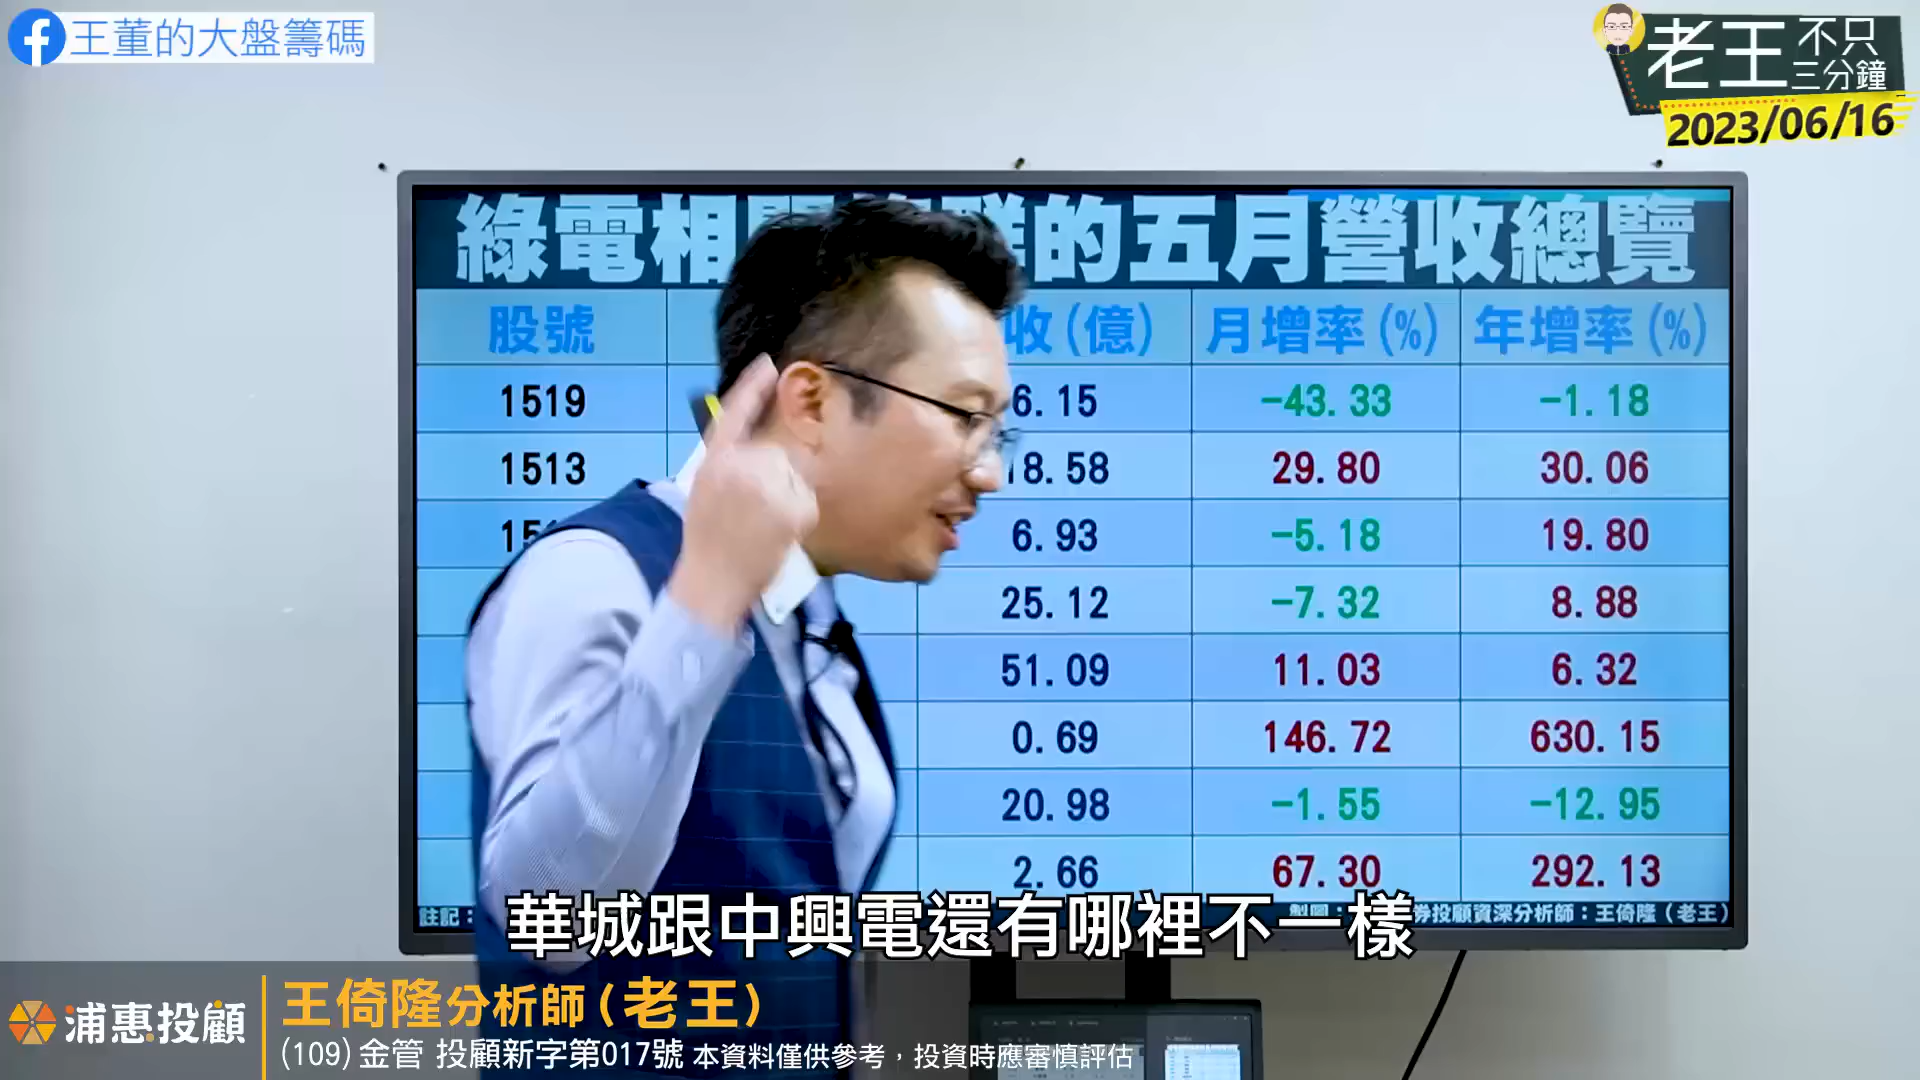 王董的大盤籌碼
老王不只三分鐘
2023/06/16
綠電相 的五月營收總覽
股號 收(億) 月增率(%) 年增率(%)
1519 6.15 -43.33 -1.18
1513 18.58 29.80 30.06
6.93 -5.18 19.80
25.12 -7.32 8.88
51.09 11.03 6.32
0.69 146.72 630.15
20.98 -1.55 -12.95
2.66 67.30 292.13
註記: 製圖: 券投顧資深分析師:王倚隆(老王)
華城跟中興電還有哪裡不一樣
浦惠投顧
王倚隆分析師(老王)
(109)金管 投顧新字第017號 本資料僅供參考,投資時應審慎評估